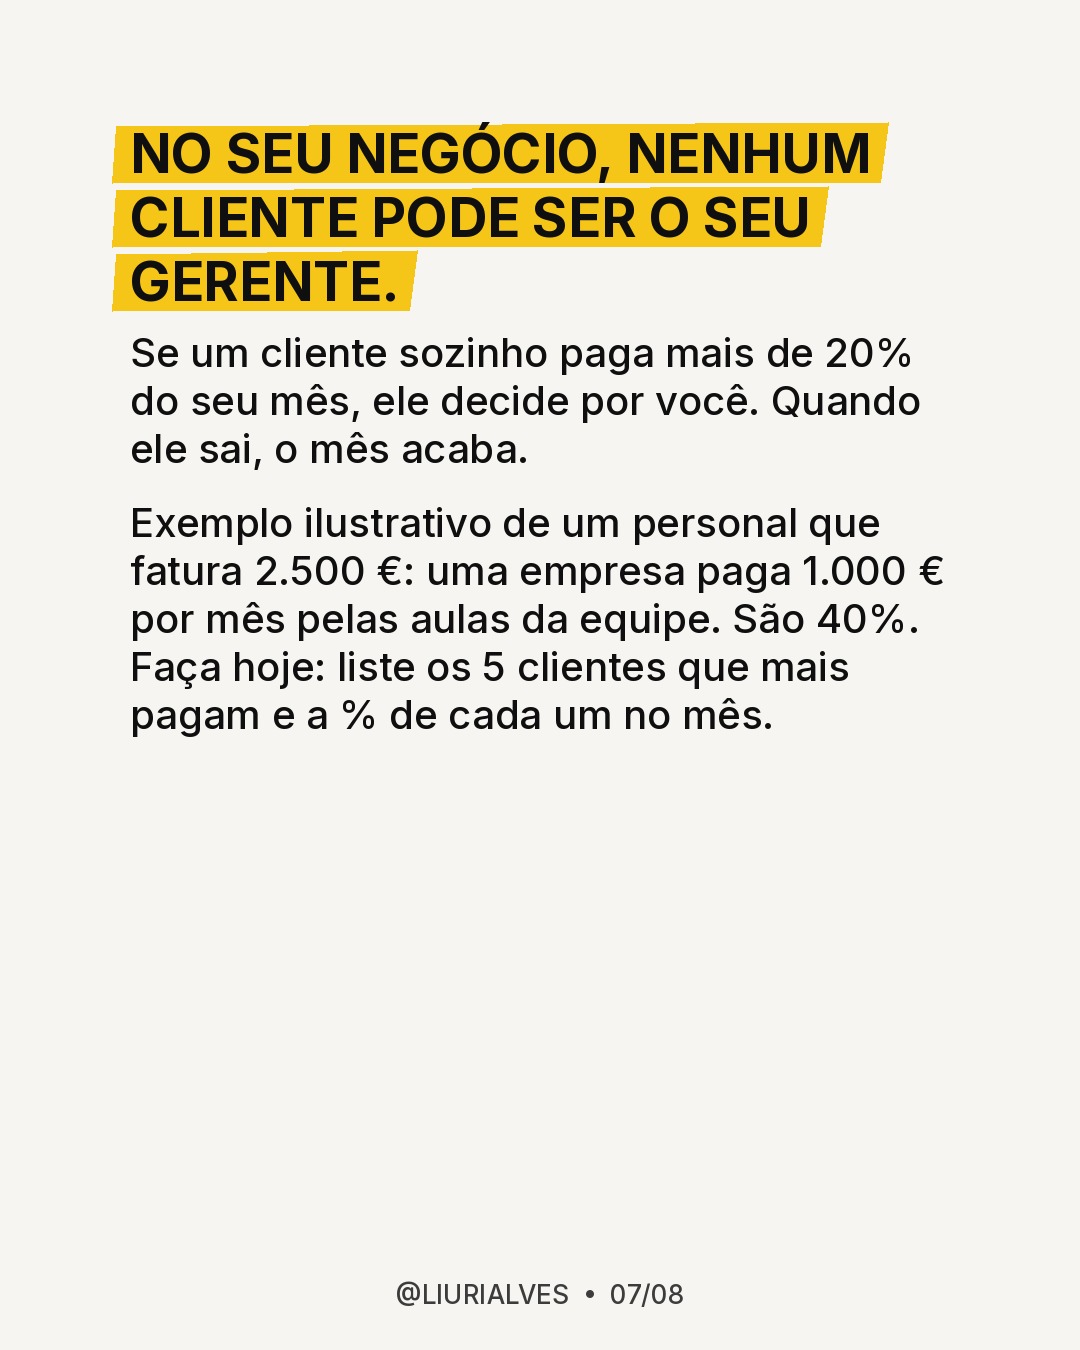 NO SEU NEGÓCIO, NENHUM
CLIENTE PODE SER O SEU
GERENTE.
Se um cliente sozinho paga mais de 20%
do seu mês, ele decide por você. Quando
ele sai, o mês acaba.
Exemplo ilustrativo de um personal que
fatura 2.500 €: uma empresa paga 1.000 €
por mês pelas aulas da equipe. São 40%.
Faça hoje: liste os 5 clientes que mais
pagam e a % de cada um no mês.
@LIURIALVES • 07/08